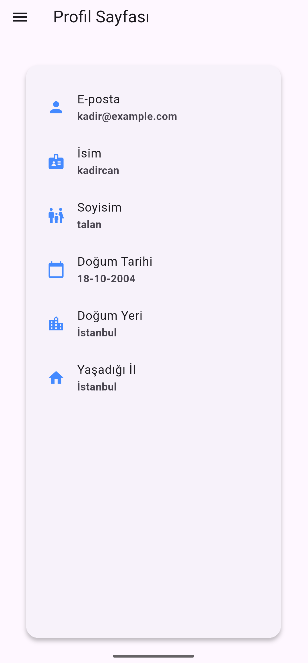 Profil Sayfası
E-posta
kadir@example.com
İsim
kadircan
Soyisim
talan
Doğum Tarihi
18-10-2004
Doğum Yeri
İstanbul
Yaşadığı İl
İstanbul